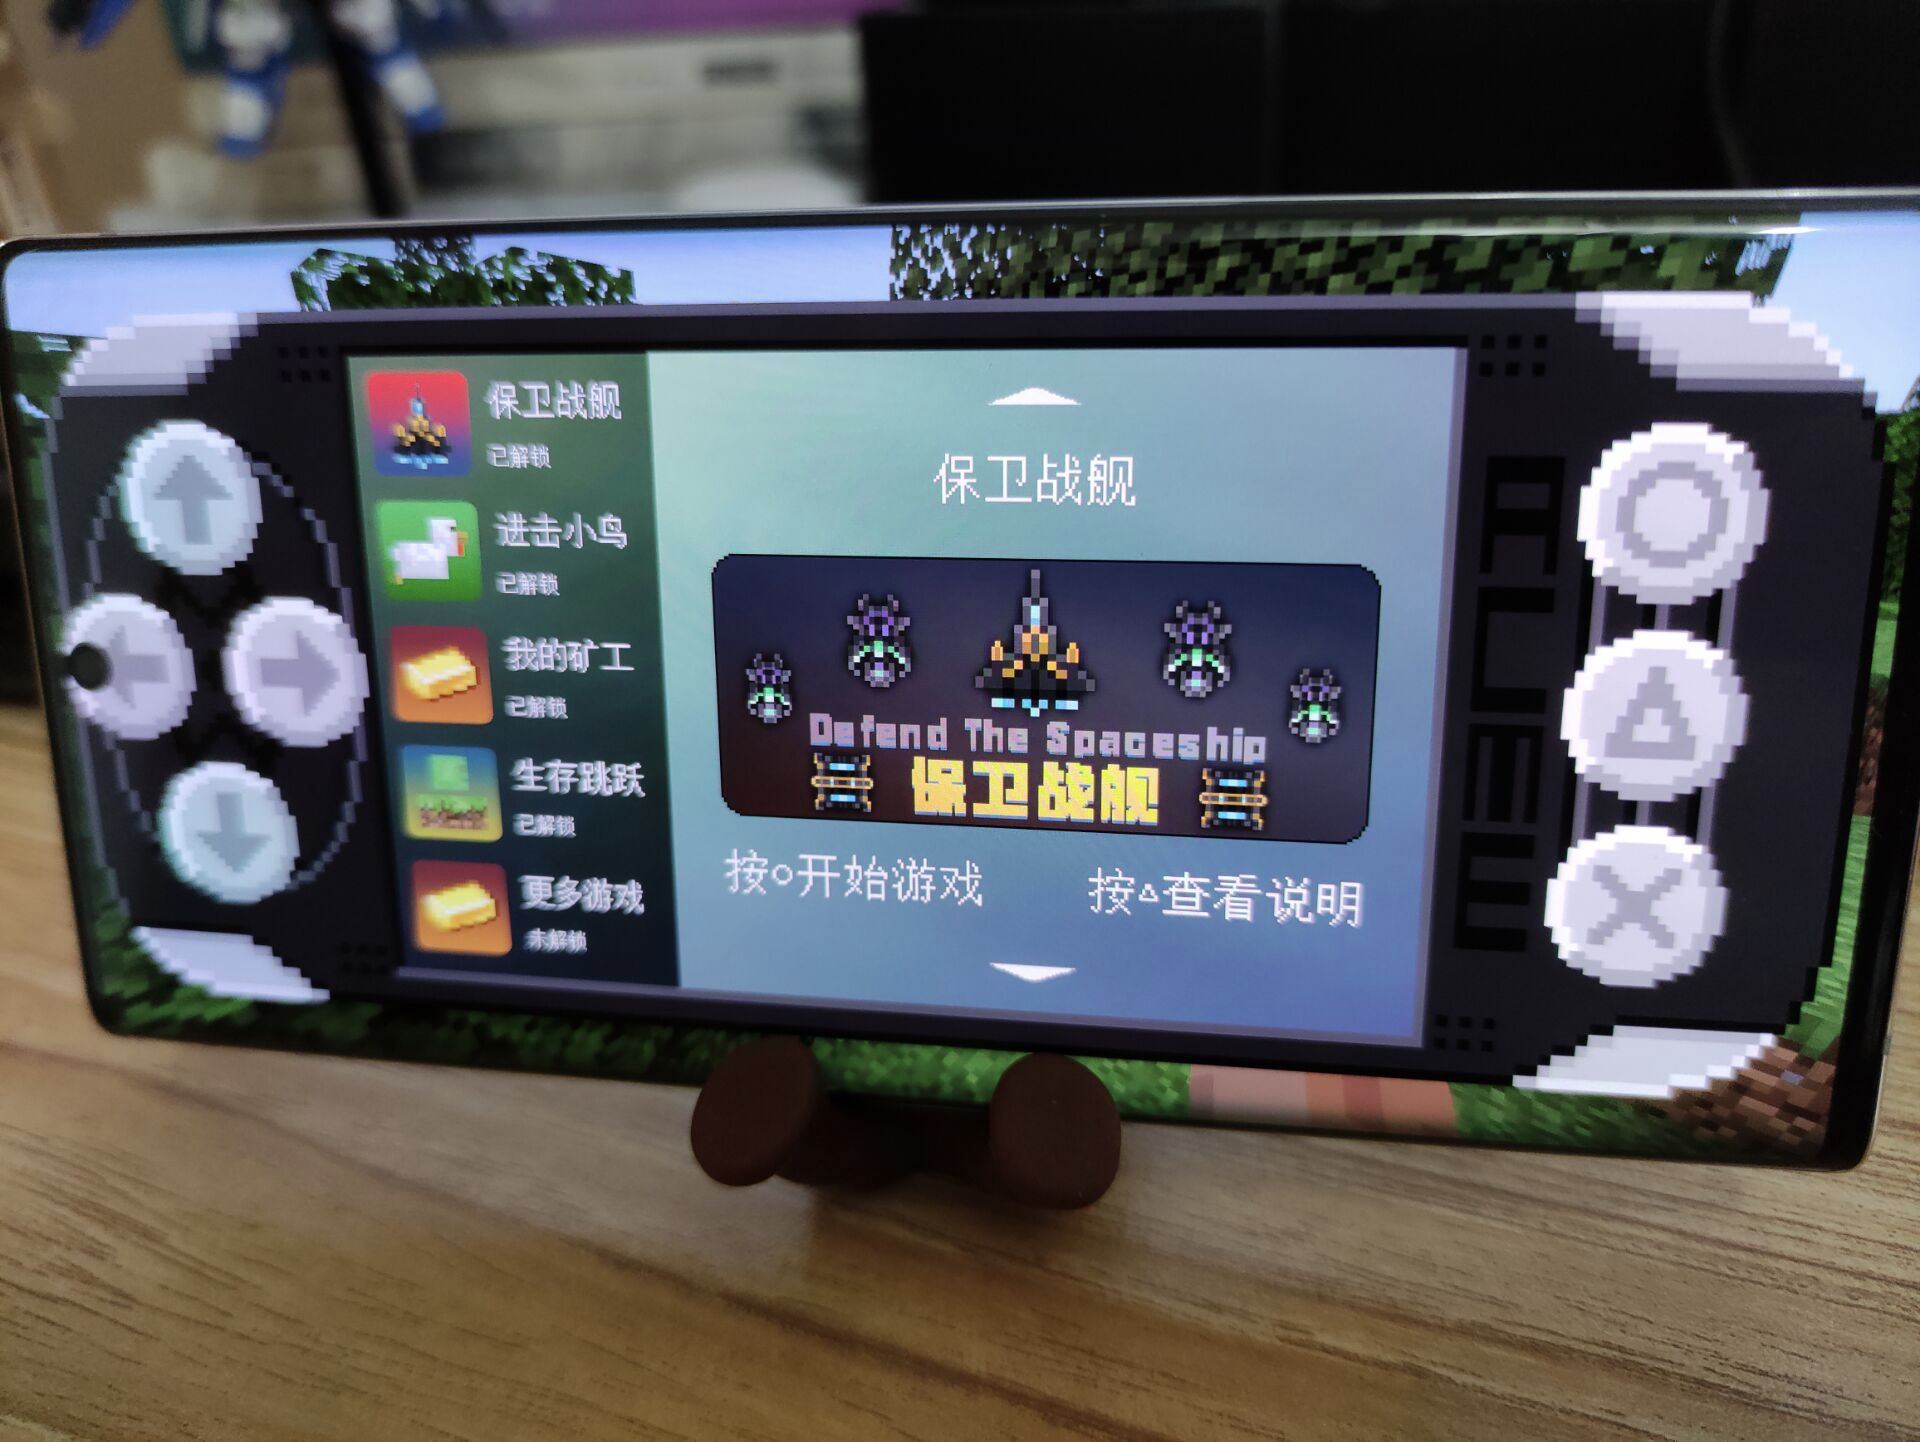 保卫战舰
已解锁
进击小鸟
已解锁
我的矿工
已解锁
生存跳跃
已解锁
更多游戏
未解锁
保卫战舰
Defend The Spaceship
保卫战舰
按○开始游戏
按△查看说明